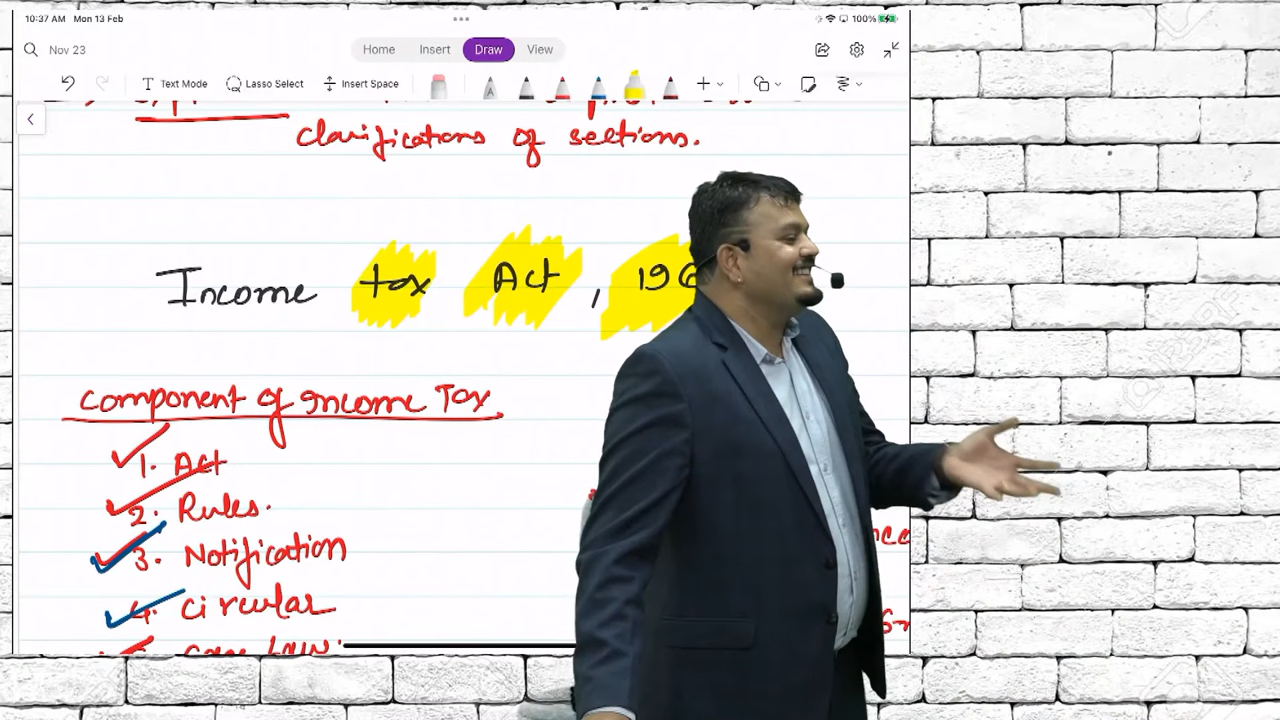 10:37 AM Mon 13 Feb
100%
Nov 23
Home Insert Draw View
Text Mode Lasso Select Insert Space
clarifications of sections.
Income tax Act, 196
Component of Income Tax
1. Act
2. Rules.
3. Notification
4. Circular